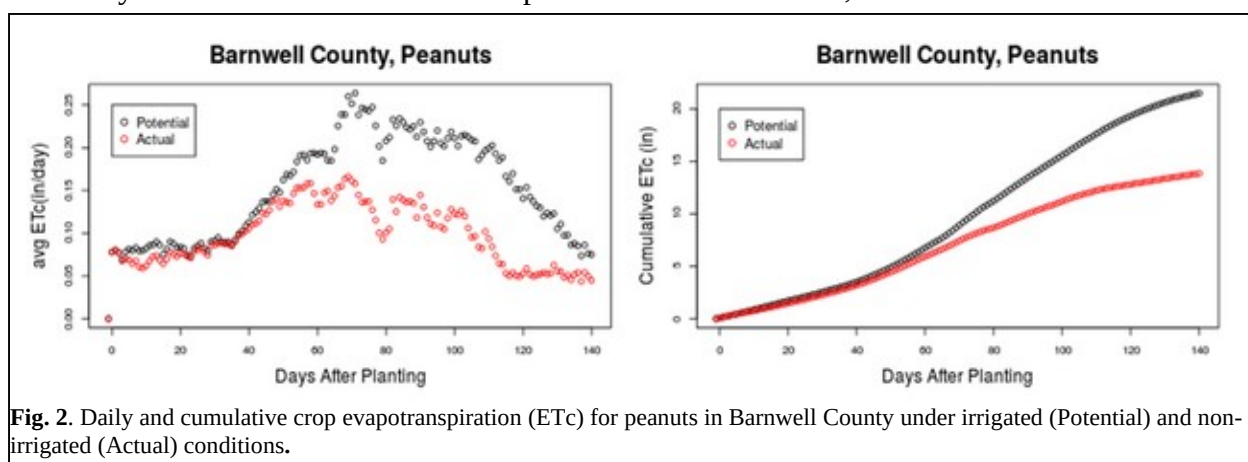 Barnwell County, Peanuts
avg ETc(in/day)
0.25
0.20
0.15
0.10
0.05
0.00
Potential
Actual
0 20 40 60 80 100 120 140
Days After Planting
Barnwell County, Peanuts
Cumulative ETc (in)
20
15
10
5
0
Potential
Actual
0 20 40 60 80 100 120 140
Days After Planting
Fig. 2. Daily and cumulative crop evapotranspiration (ETc) for peanuts in Barnwell County under irrigated (Potential) and non-
irrigated (Actual) conditions.